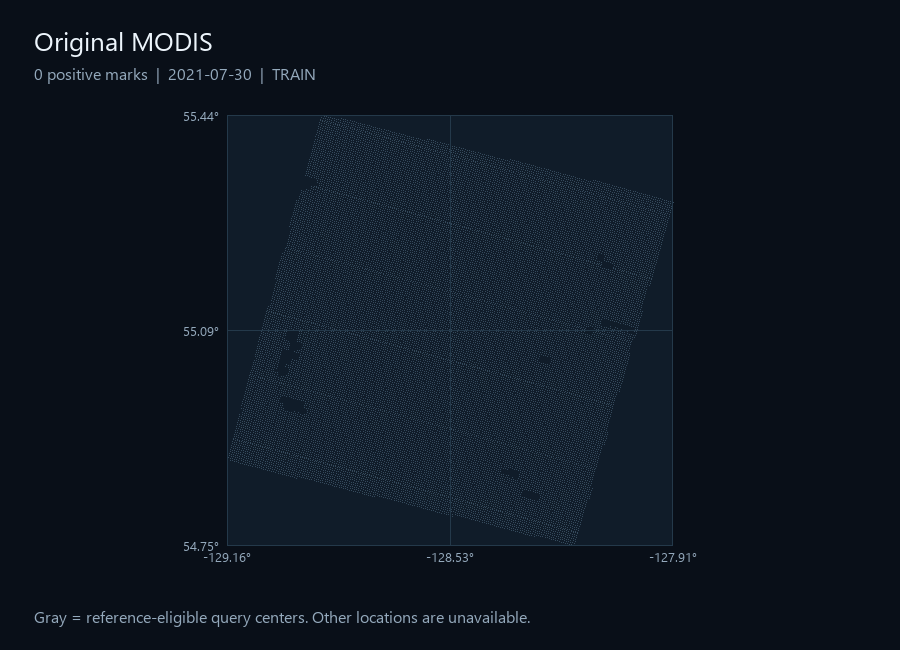 Original MODIS
0 positive marks | 2021-07-30 | TRAIN
55.44°
55.09°
54.75°
-129.16°
-128.53°
-127.91°
Gray = reference-eligible query centers. Other locations are unavailable.